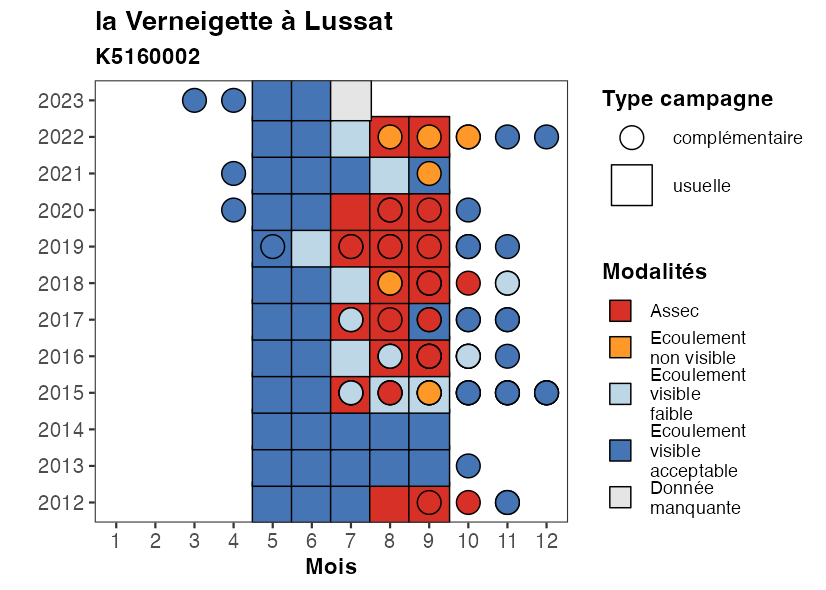 la Verneigette à Lussat
K5160002
2023
2022
2021
2020
2019
2018
2017
2016
2015
2014
2013
2012
1 2 3 4 5 6 7 8 9 10 11 12
Mois
Type campagne
complémentaire
usuelle
Modalités
Assec
Ecoulement
non visible
Ecoulement
visible
faible
Ecoulement
visible
acceptable
Donnée
manquante